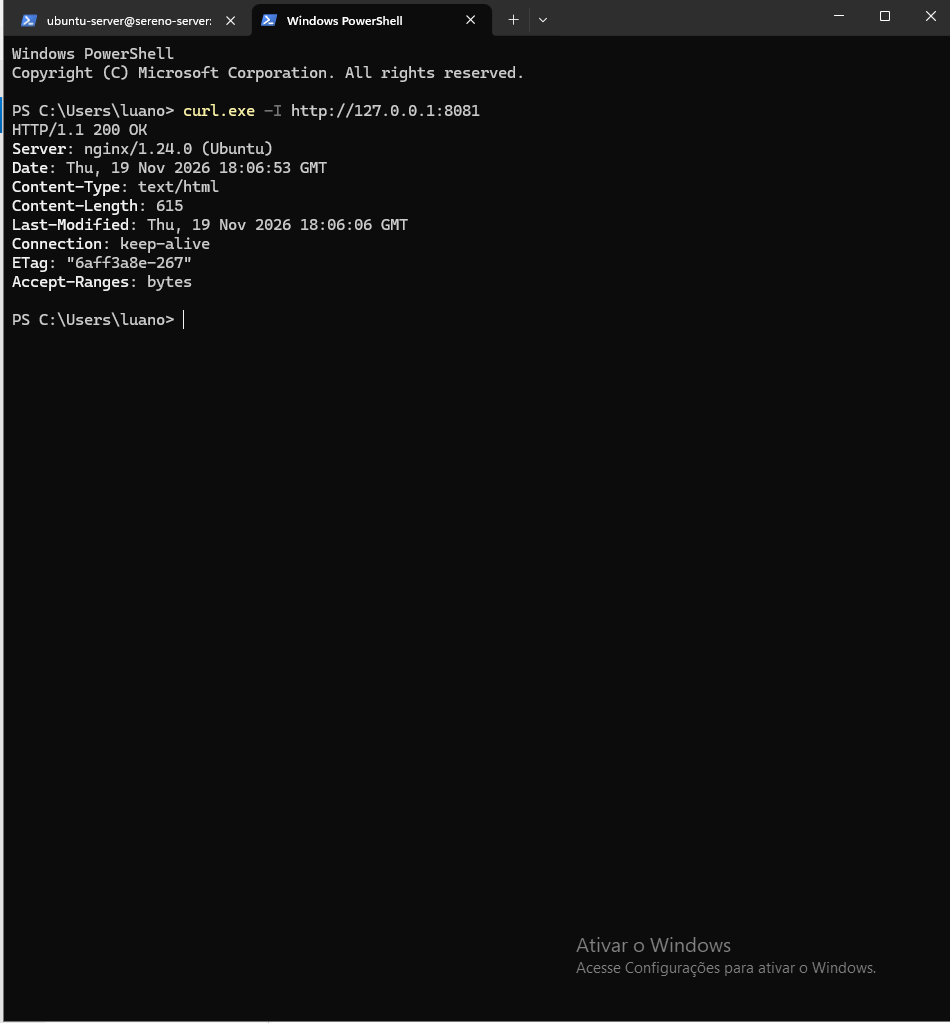 ubuntu-server@sereno-server:
Windows PowerShell
Windows PowerShell
Copyright (C) Microsoft Corporation. All rights reserved.
PS C:\Users\luano> curl.exe -I http://127.0.0.1:8081
HTTP/1.1 200 OK
Server: nginx/1.24.0 (Ubuntu)
Date: Thu, 19 Nov 2026 18:06:53 GMT
Content-Type: text/html
Content-Length: 615
Last-Modified: Thu, 19 Nov 2026 18:06:06 GMT
Connection: keep-alive
ETag: "6aff3a8e-267"
Accept-Ranges: bytes
PS C:\Users\luano>
Ativar o Windows
Acesse Configurações para ativar o Windows.